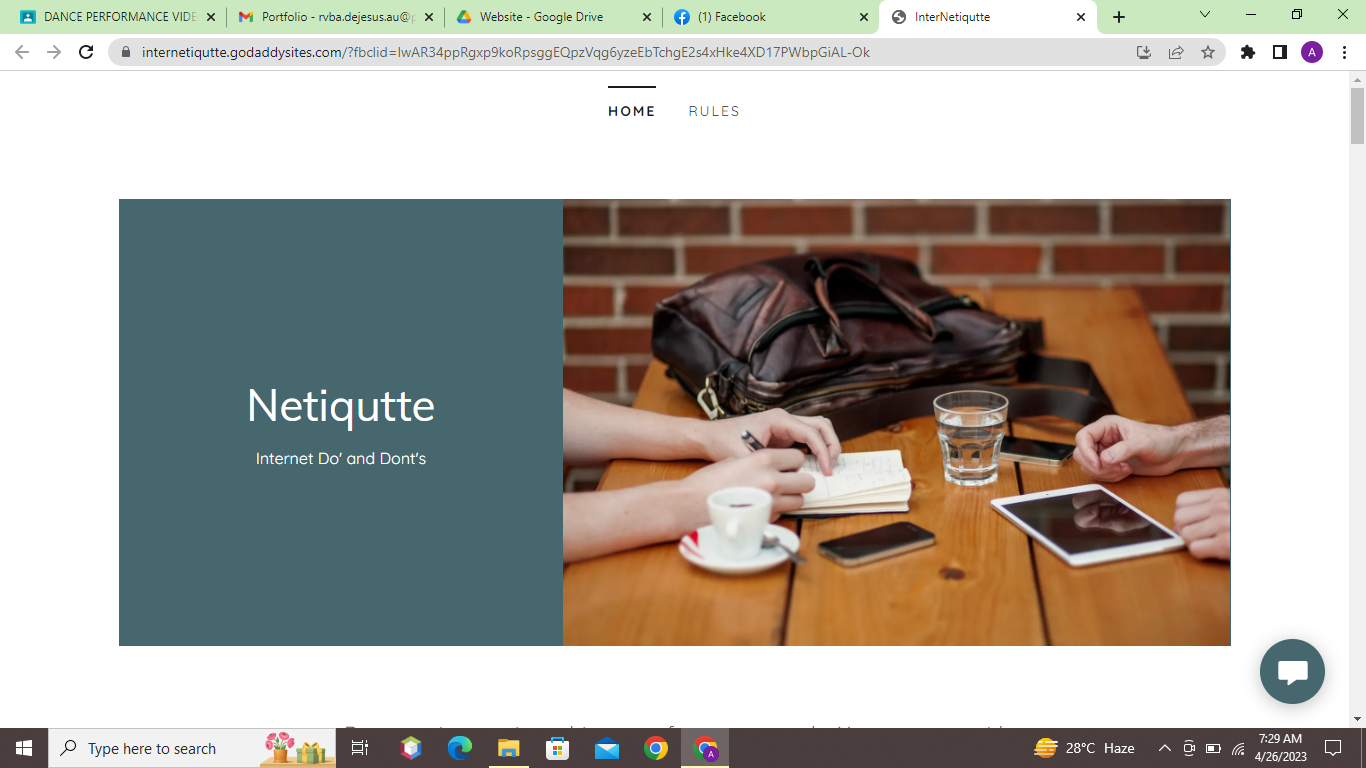 DANCE PERFORMANCE VIDE
Portfolio - rvba.dejesus.au@p
Website - Google Drive
(1) Facebook
InterNetiqutte
internetiqutte.godaddysites.com/?fbclid=IwAR34ppRgxp9koRpsggEQpzVqg6yzeEbTchgE2s4xHke4XD17PWbpGiAL-Ok
A
HOME
RULES
Netiqutte
Internet Do' and Dont's
Type here to search
A
28°C Haze
7:29 AM
4/26/2023